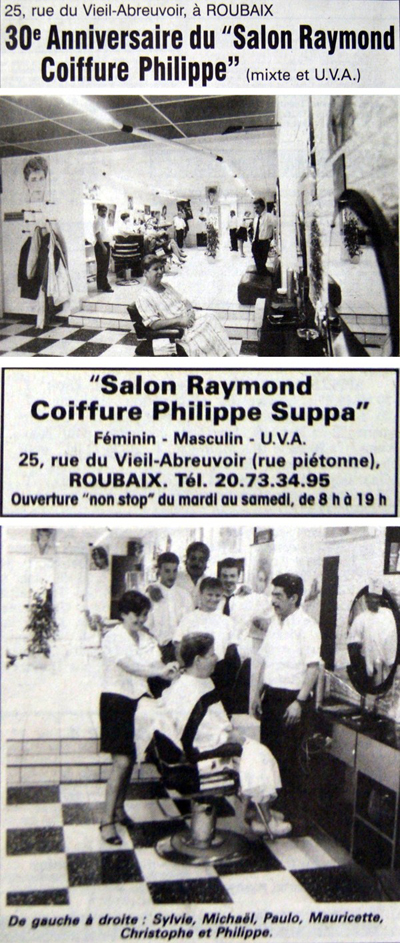 25, rue du Vieil-Abreuvoir, à ROUBAIX
30e Anniversaire du “Salon Raymond
Coiffure Philippe” (mixte et U.V.A.)
“Salon Raymond
Coiffure Philippe Suppa”
Féminin - Masculin - U.V.A.
25, rue du Vieil-Abreuvoir (rue piétonne),
ROUBAIX. Tél. 20.73.34.95
Ouverture “non stop” du mardi au samedi, de 8 h à 19 h
De gauche à droite : Sylvie, Michaël, Paulo, Mauricette,
Christophe et Philippe.